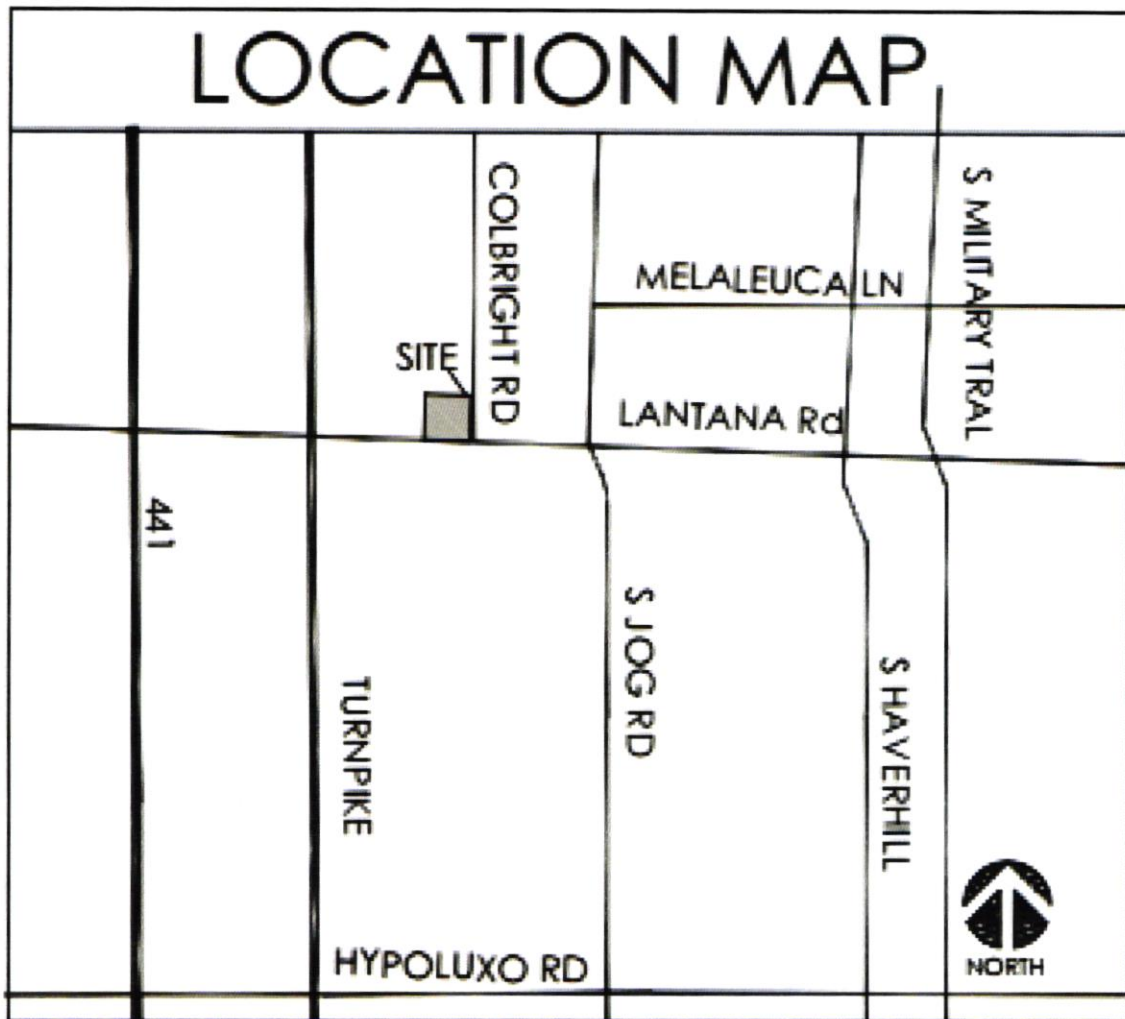 LOCATION MAP
COLBRIGHT RD
S MILITARY TRAL
MELALEUCA LN
SITE
LANTANA Rd
441
S JOG RD
TURNPIKE
S HAVERHILL
HYPOLUXO RD
NORTH